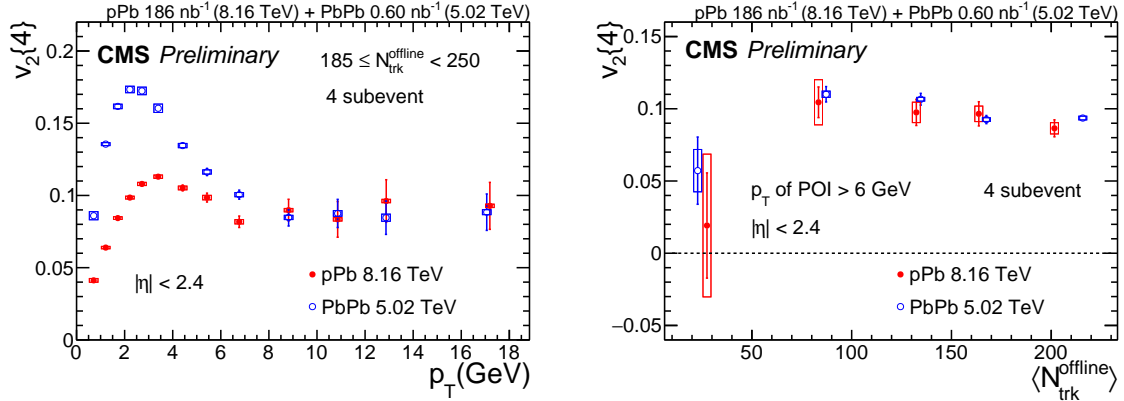 pPb 186 nb⁻¹ (8.16 TeV) + PbPb 0.60 nb⁻¹ (5.02 TeV)
CMS Preliminary
185 ≤ N_trk^offline < 250
4 subevent
|η| < 2.4
pPb 8.16 TeV
PbPb 5.02 TeV
v₂{4}
0.2
0.15
0.1
0.05
0
0 2 4 6 8 10 12 14 16 18
p_T(GeV)
pPb 186 nb⁻¹ (8.16 TeV) + PbPb 0.60 nb⁻¹ (5.02 TeV)
CMS Preliminary
p_T of POI > 6 GeV
4 subevent
|η| < 2.4
pPb 8.16 TeV
PbPb 5.02 TeV
v₂{4}
0.15
0.1
0.05
0
−0.05
50 100 150 200
⟨N_trk^offline⟩